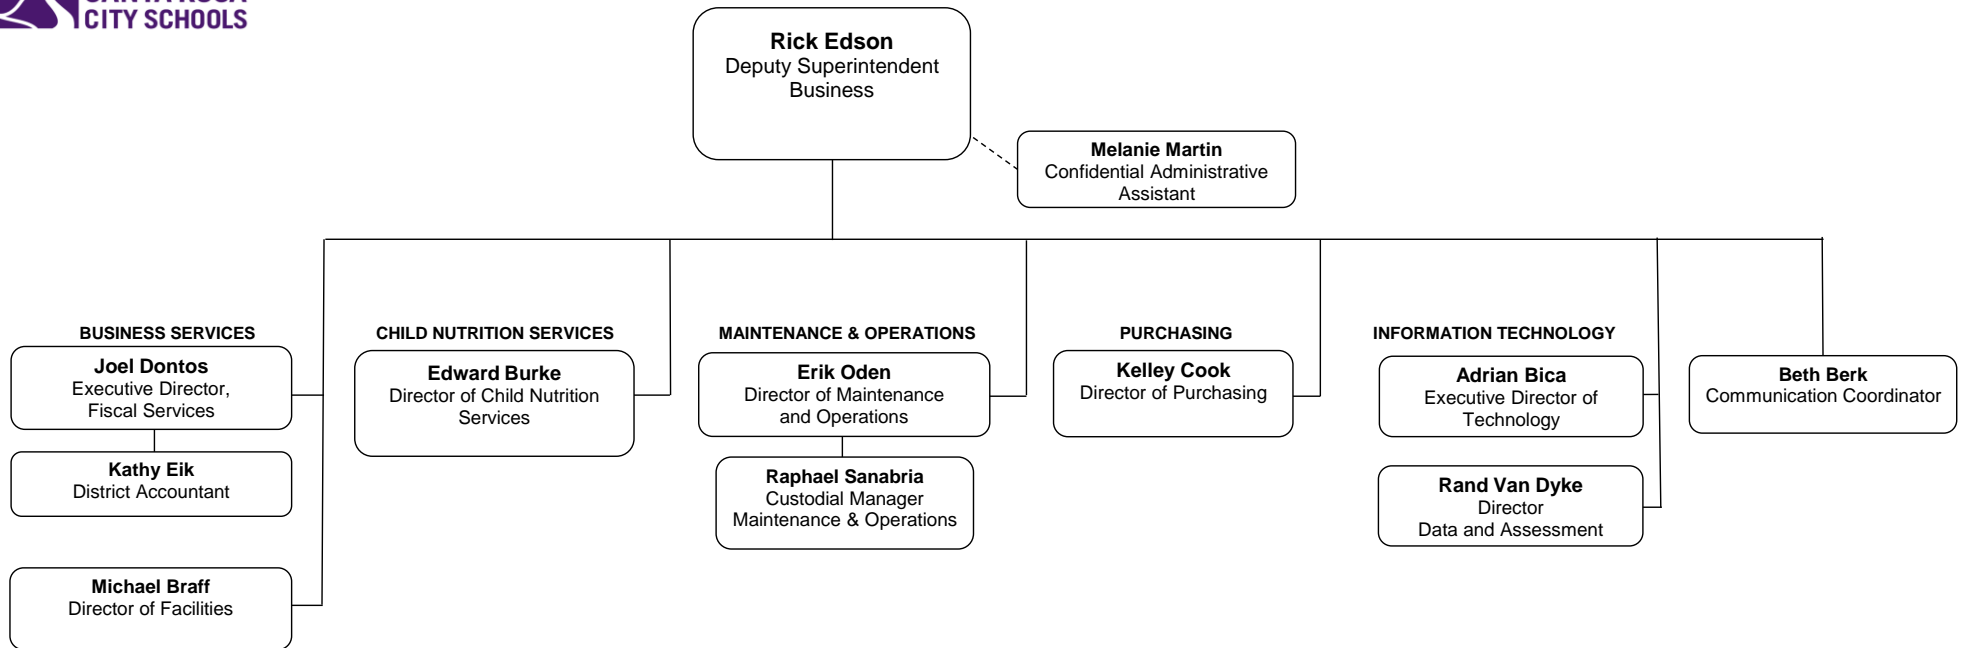 CITY SCHOOLS
Rick Edson
Deputy Superintendent
Business
Melanie Martin
Confidential Administrative
Assistant
BUSINESS SERVICES
Joel Dontos
Executive Director,
Fiscal Services
Kathy Eik
District Accountant
Michael Braff
Director of Facilities
CHILD NUTRITION SERVICES
Edward Burke
Director of Child Nutrition
Services
MAINTENANCE & OPERATIONS
Erik Oden
Director of Maintenance
and Operations
Raphael Sanabria
Custodial Manager
Maintenance & Operations
PURCHASING
Kelley Cook
Director of Purchasing
INFORMATION TECHNOLOGY
Adrian Bica
Executive Director of
Technology
Rand Van Dyke
Director
Data and Assessment
Beth Berk
Communication Coordinator